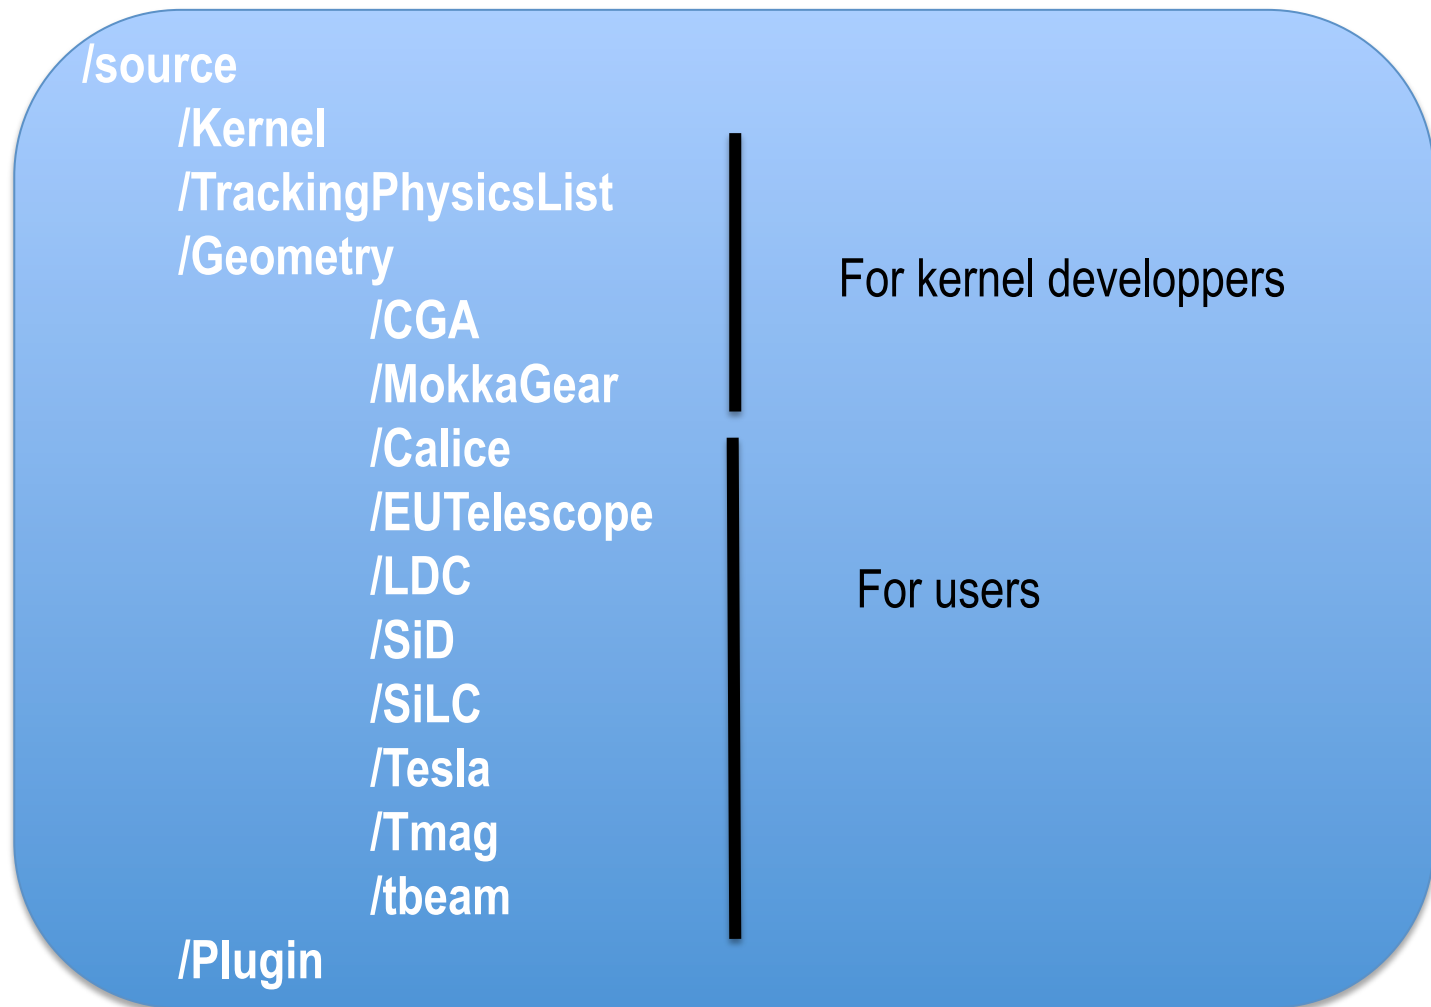 /source
/Kernel
/TrackingPhysicsList
/Geometry
/CGA
/MokkaGear
/Calice
/EUTelescope
/LDC
/SiD
/SiLC
/Tesla
/Tmag
/tbeam
/Plugin
For kernel developpers
For users